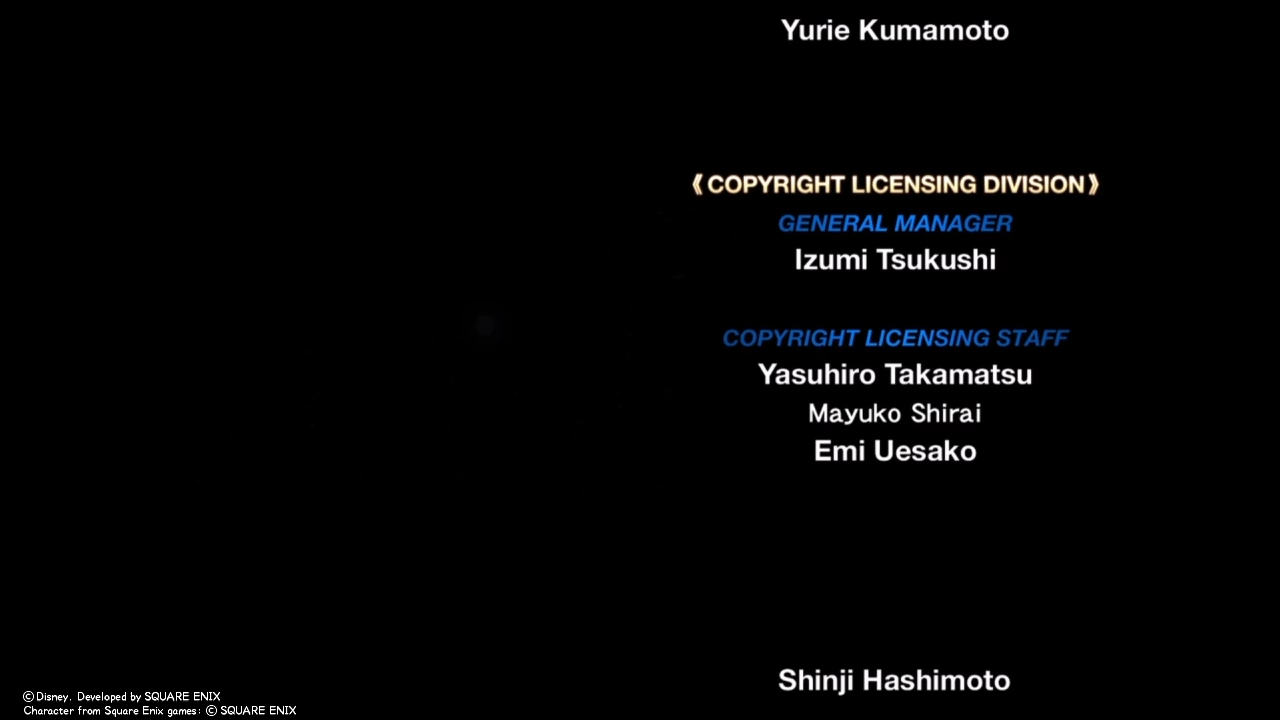 Yurie Kumamoto
《COPYRIGHT LICENSING DIVISION》
GENERAL MANAGER
Izumi Tsukushi
COPYRIGHT LICENSING STAFF
Yasuhiro Takamatsu
Mayuko Shirai
Emi Uesako
Shinji Hashimoto
©Disney. Developed by SQUARE ENIX
Character from Square Enix games: © SQUARE ENIX